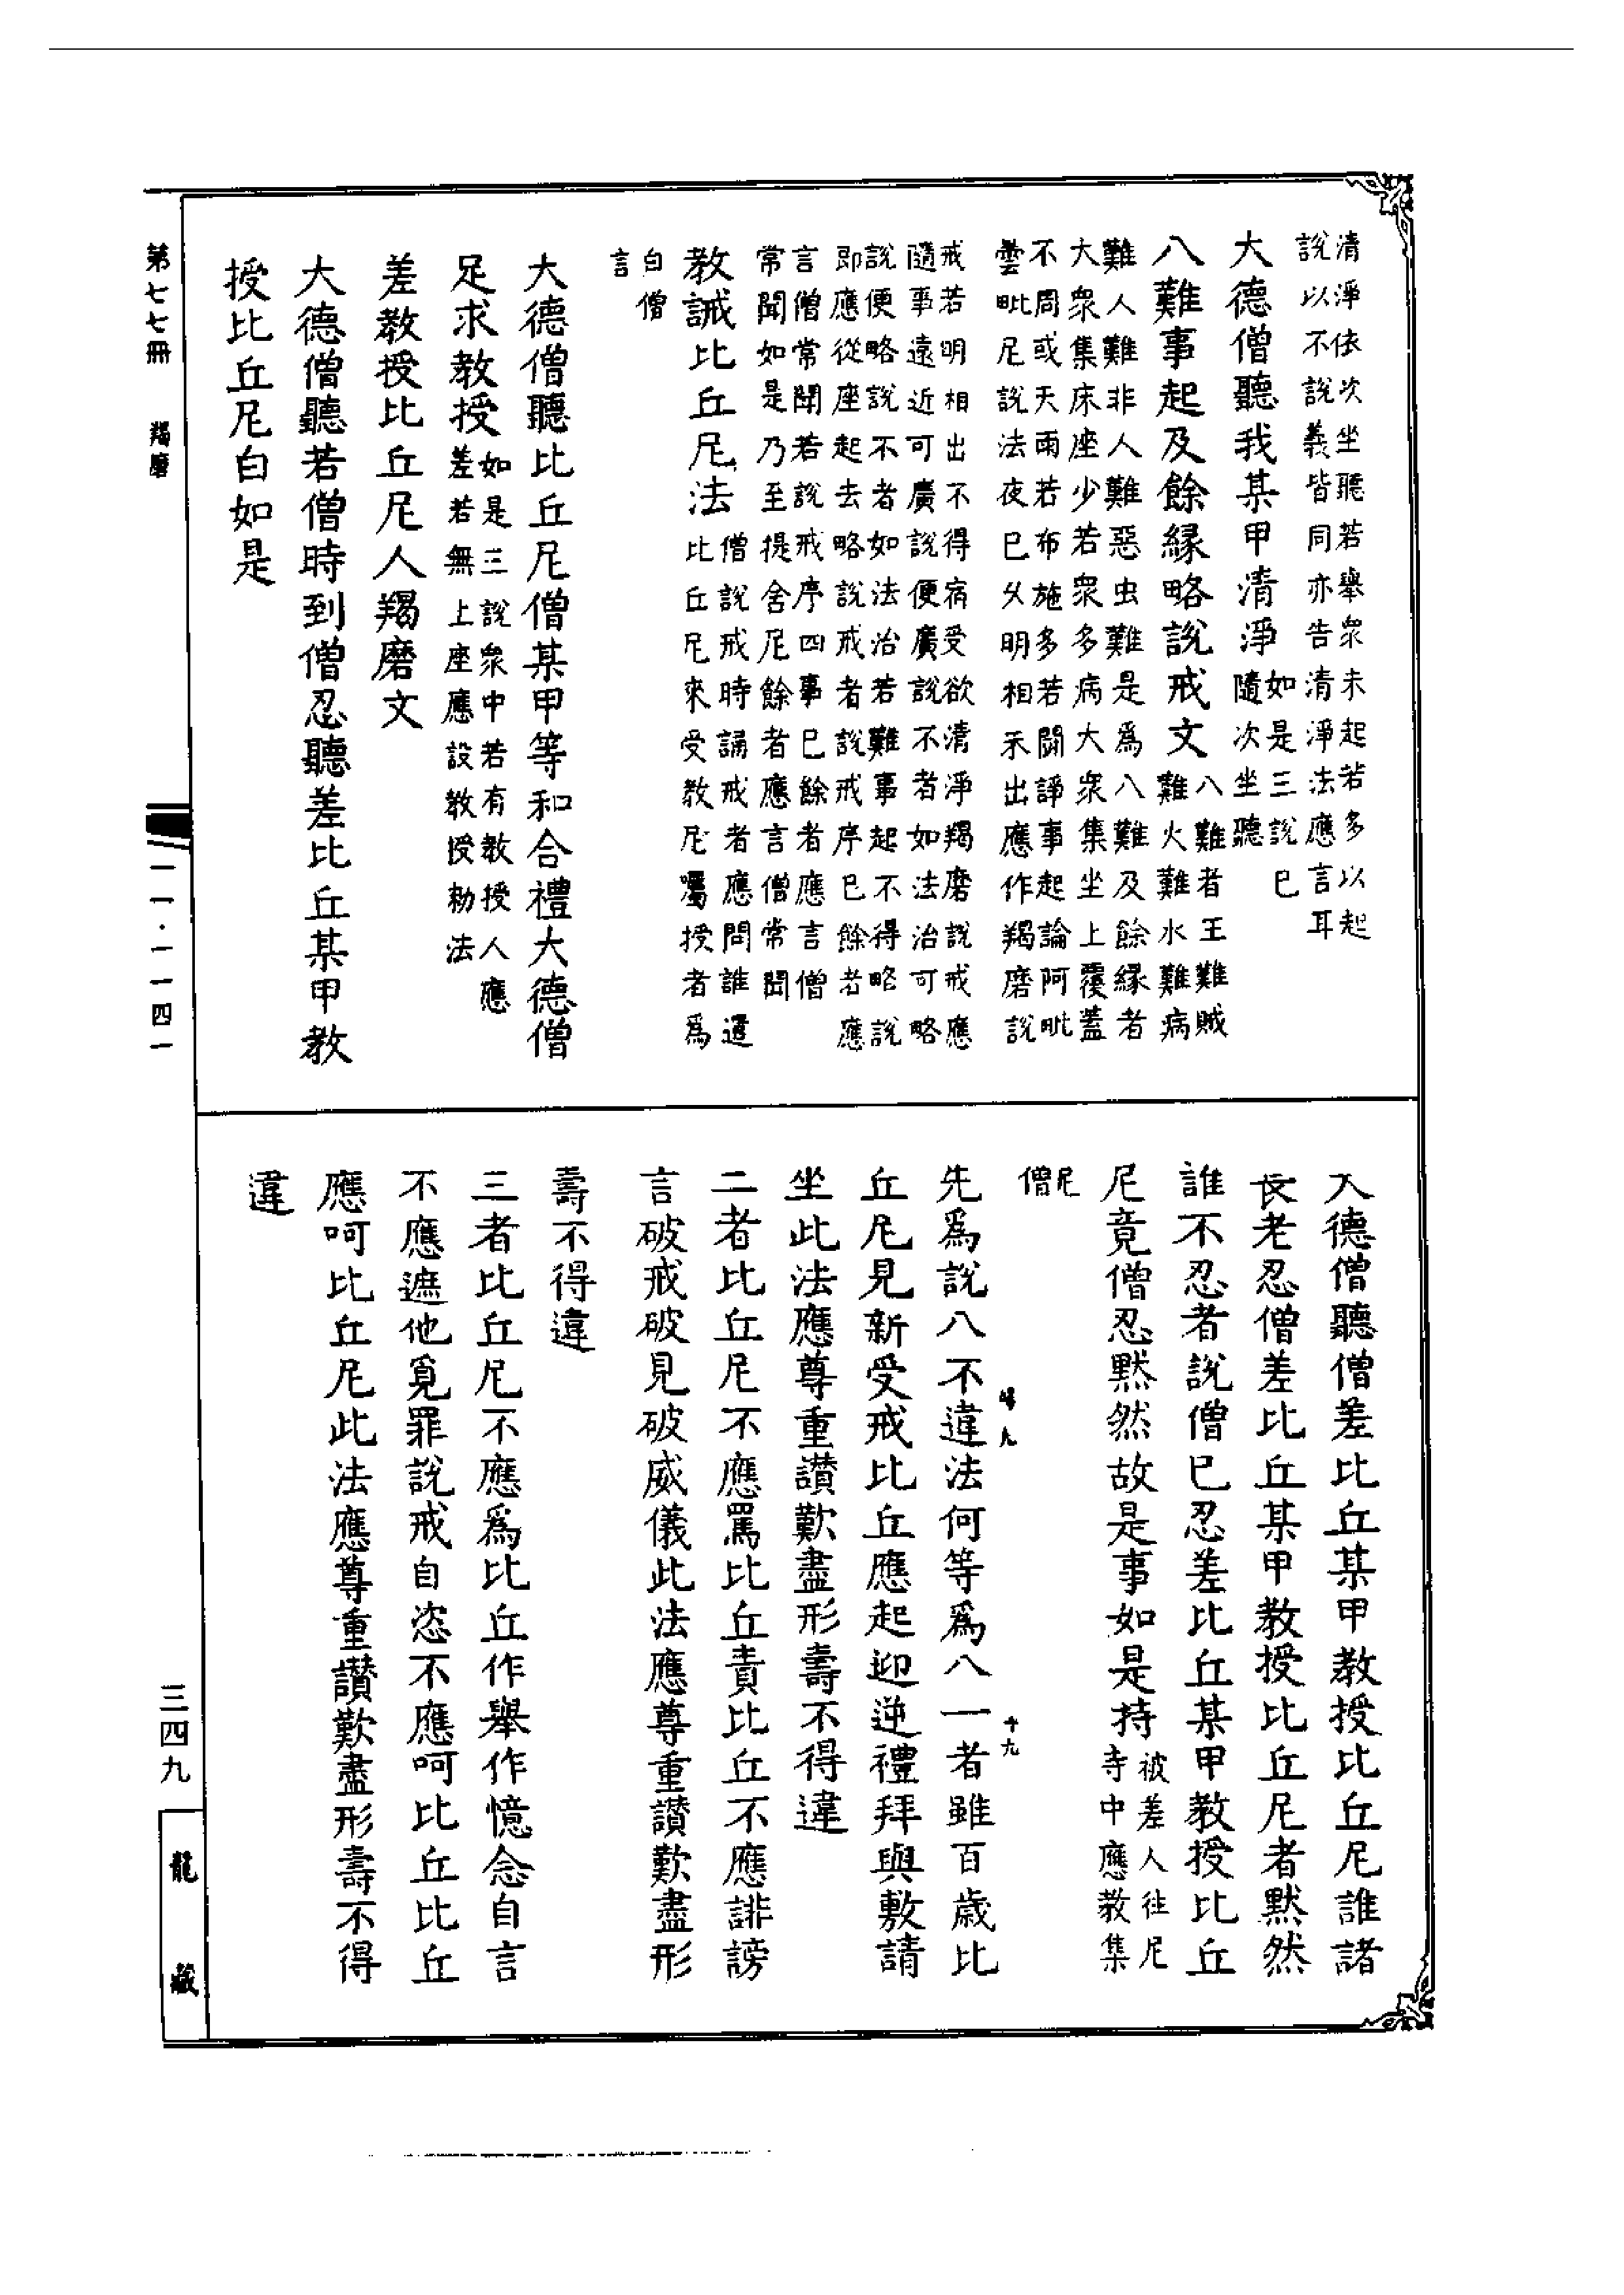 清淨依次坐聽若舉衆未起若多以起
說以不說義皆同亦告清淨法應言耳
大德僧聽我某甲清淨如是三說已
隨次坐聽
八難事起及餘緣略說戒文八難者王難賊
難火難水難病
難人難非人難惡虫難是爲八難及餘緣者
大衆集床座少若衆多病大衆集坐上覆蓋
不周或天雨若布施多若鬪諍事起論阿毗
曇毗尼說法夜已久明相未出應作羯磨說
戒若明相出不得宿受欲清淨羯磨說戒應
隨事遠近可廣說便廣說不者如法治可略
說便略說不者如法治若難事起不得略說
即應從座起去略說戒者說戒序已餘者應
言僧常聞若說戒序四事已餘者應言僧
常聞如是乃至提舍尼餘者應言僧常聞
教誡比丘尼法僧說戒時誦戒者應問誰遣
比丘尼來受教尼囑授者爲
白僧
言
大德僧聽比丘尼僧某甲等和合禮大德僧
足求教授如是三說衆中若有教授人應
差若無上座應設教授勑法
差教授比丘尼人羯磨文
大德僧聽若僧時到僧忍聽差比丘某甲教
授比丘尼白如是
大德僧聽僧差比丘某甲教授比丘尼誰諸
長老忍僧差比丘某甲教授比丘尼者黙然
誰不忍者說僧已忍差比丘某甲教授比丘
尼竟僧忍黙然故是事如是持被差人往尼
寺中應教集
尼
僧
先爲說八不違法何等爲八一者雖百歲比
丘尼見新受戒比丘應起迎逆禮拜與敷請
坐此法應尊重讚歎盡形壽不得違
二者比丘尼不應罵比丘責比丘不應誹謗
言破戒破見破威儀此法應尊重讚歎盡形
壽不得違
三者比丘尼不應爲比丘作舉作憶念自言
不應遮他覓罪說戒自恣不應呵比丘比丘
應呵比丘尼此法應尊重讚歎盡形壽不得
違
十九
第七七冊 羯磨
一一·一一四一
三四九
龍藏